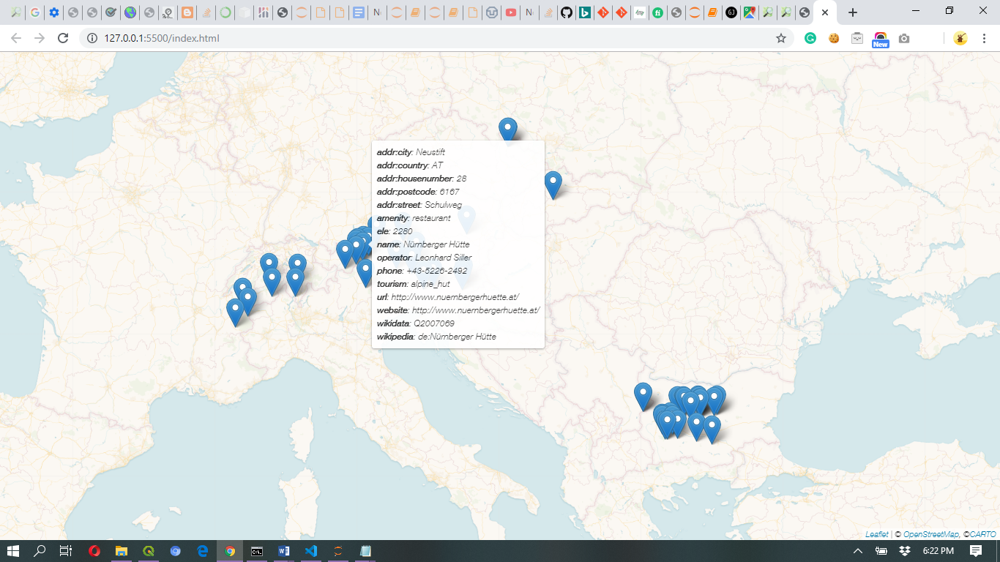 127.0.0.1:5500/index.html
New
addr:city: Neustift
addr:country: AT
addr:housenumber: 28
addr:postcode: 6167
addr:street: Schulweg
amenity: restaurant
ele: 2280
name: Nürnberger Hütte
operator: Leonhard Siller
phone: +43-5226-2492
tourism: alpine_hut
url: http://www.nuernbergerhuette.at/
website: http://www.nuernbergerhuette.at/
wikidata: Q2007069
wikipedia: de:Nürnberger Hütte
Leaflet | © OpenStreetMap, ©CARTO
6:22 PM